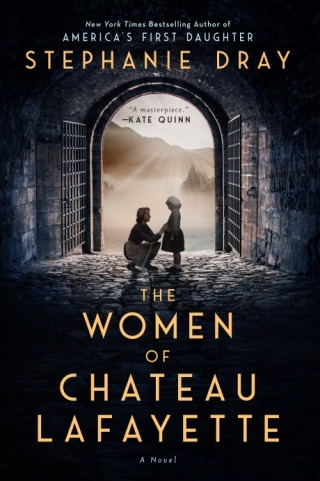 New York Times Bestselling Author of
AMERICA'S FIRST DAUGHTER
STEPHANIE DRAY
"A masterpiece."
—KATE QUINN
THE
WOMEN
OF
CHATEAU
LAFAYETTE
A Novel